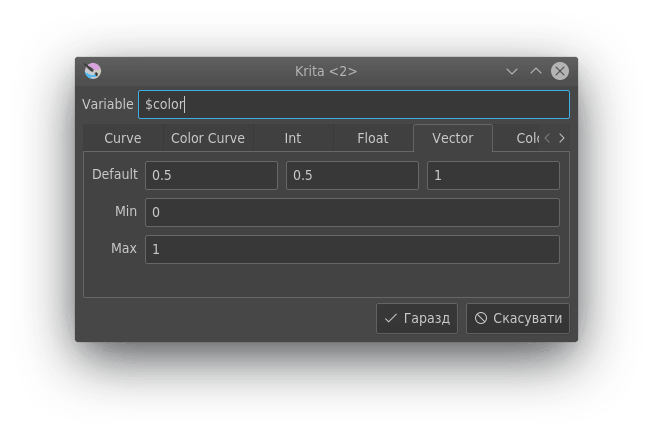 Krita <2>
Variable $color
Curve Color Curve Int Float Vector
Default 0.5 0.5 1
Min 0
Max 1
Гаразд Скасувати